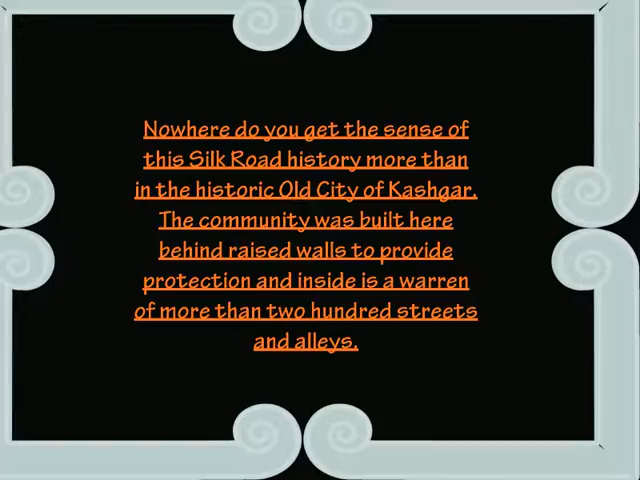 Nowhere do you get the sense of
this Silk Road history more than
in the historic Old City of Kashgar.
The community was built here
behind raised walls to provide
protection and inside is a warren
of more than two hundred streets
and alleys.